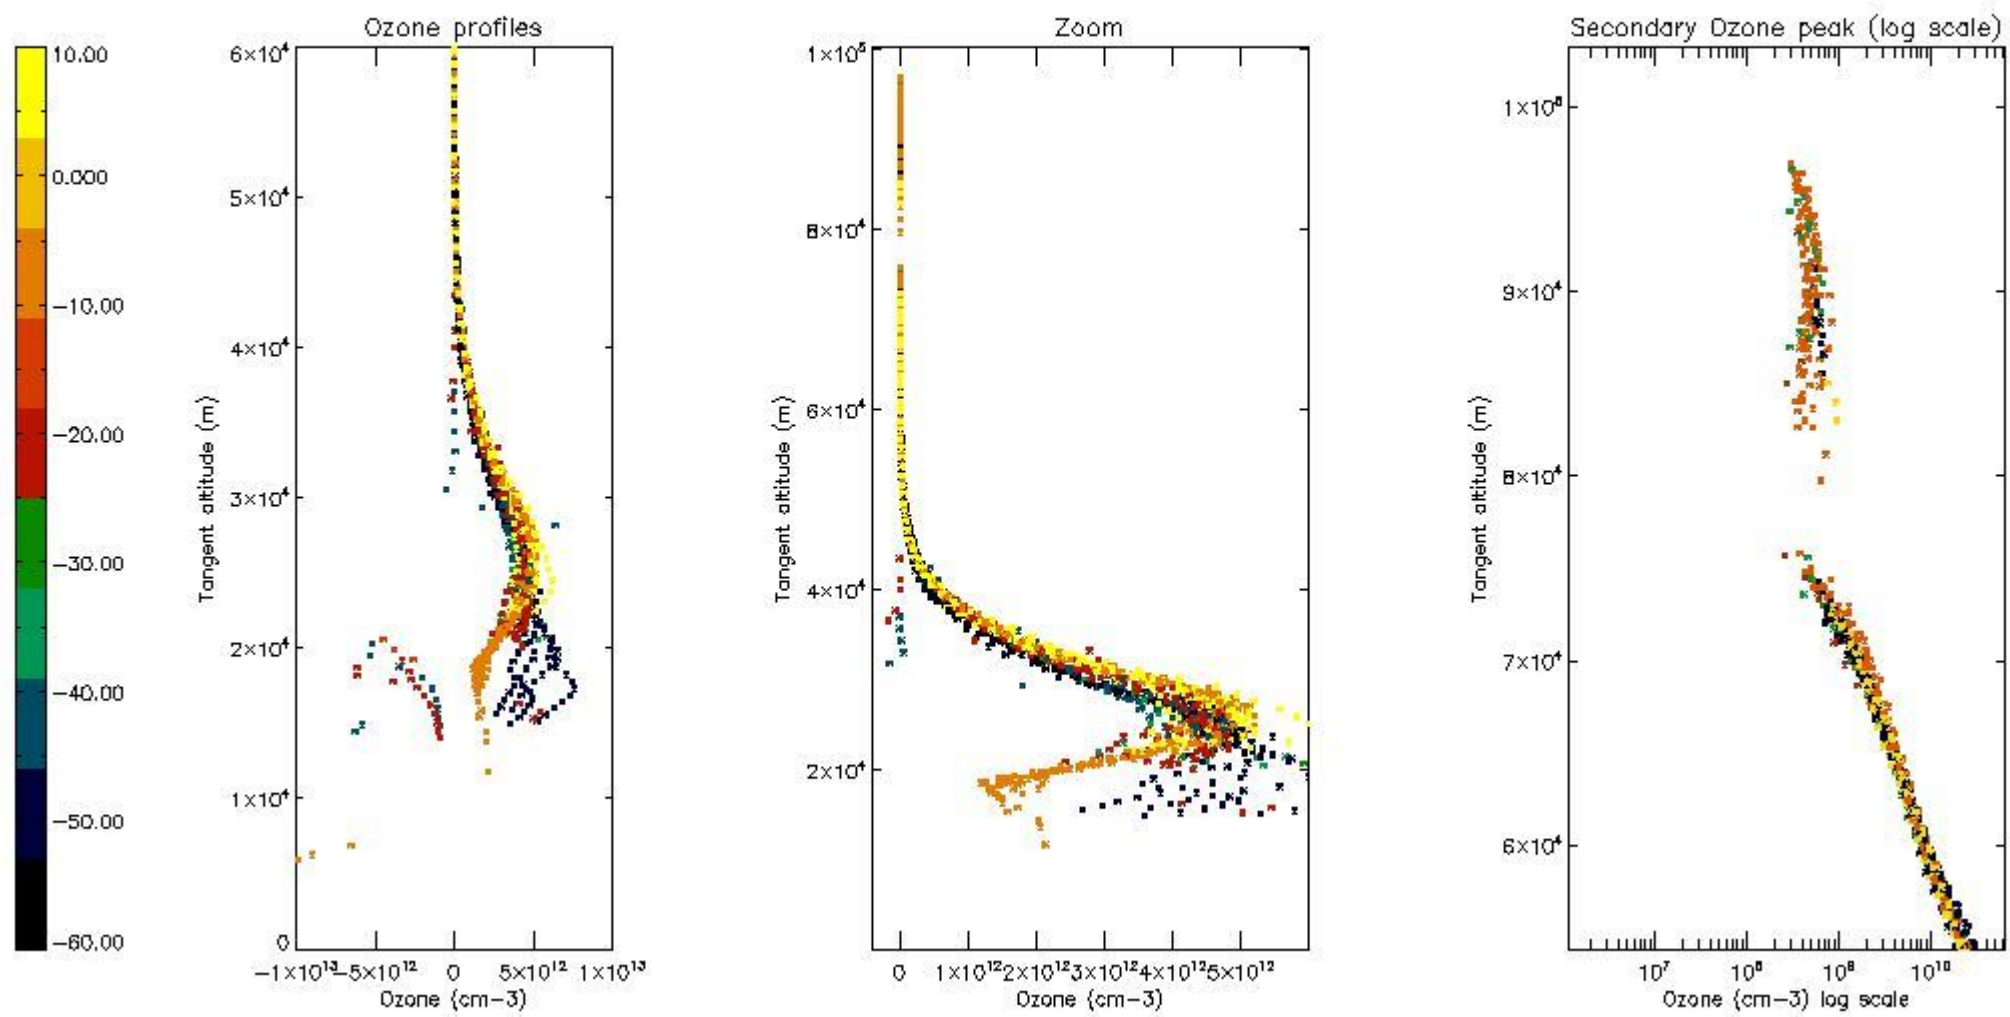 Ozone profiles
Zoom
Secondary Ozone peak (log scale)
10.00
0.000
−10.00
−20.00
−30.00
−40.00
−50.00
−60.00
Tangent altitude (m)
6×10⁴
5×10⁴
4×10⁴
3×10⁴
2×10⁴
1×10⁴
0
−1×10¹³ −5×10¹² 0 5×10¹² 1×10¹³
Ozone (cm−3)
Tangent altitude (m)
1×10⁵
8×10⁴
6×10⁴
4×10⁴
2×10⁴
0 1×10¹² 2×10¹² 3×10¹² 4×10¹² 5×10¹²
Ozone (cm−3)
Tangent altitude (m)
1×10⁵
9×10⁴
8×10⁴
7×10⁴
6×10⁴
10⁷ 10⁸ 10⁹ 10¹⁰
Ozone (cm−3) log scale